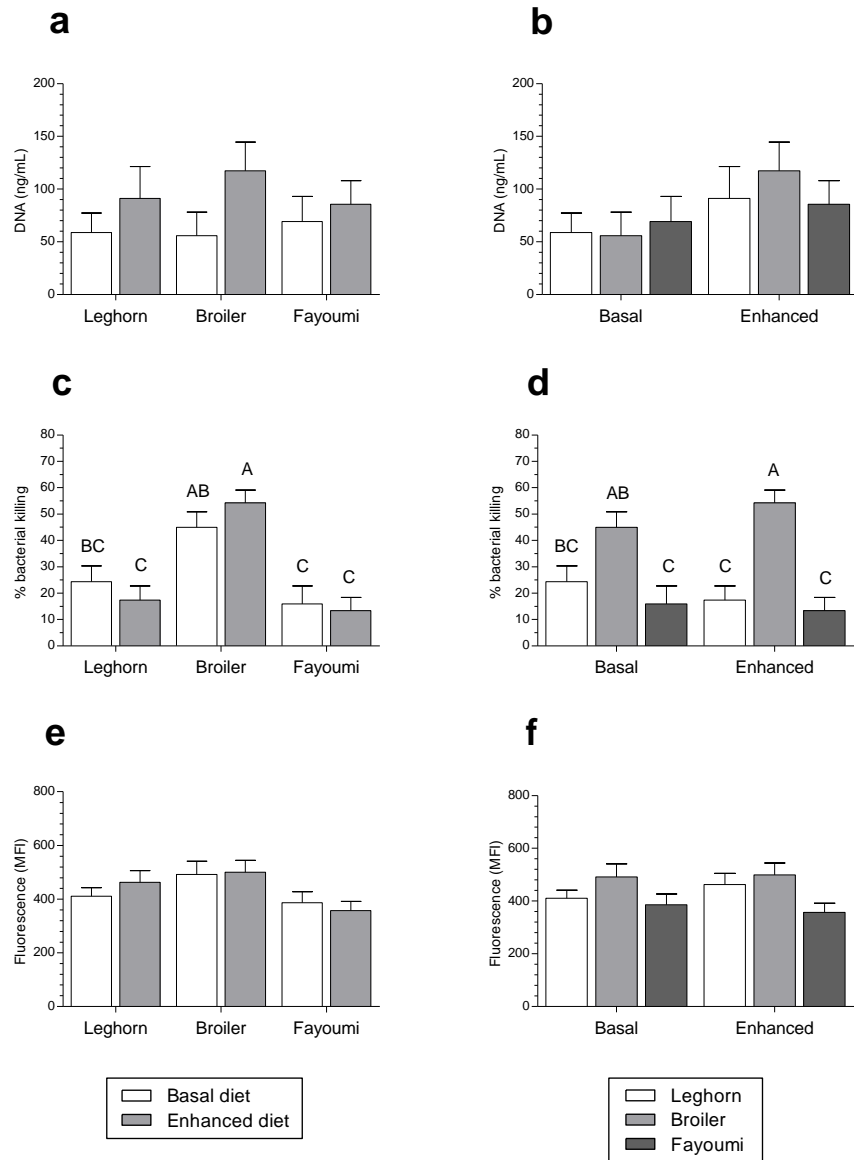 a
b
DNA (ng/mL)
200
150
100
50
0
Leghorn Broiler Fayoumi
DNA (ng/mL)
200
150
100
50
0
Basal Enhanced
c
d
% bacterial killing
80
70
60
50
40
30
20
10
0
BC C AB A C C
Leghorn Broiler Fayoumi
% bacterial killing
80
70
60
50
40
30
20
10
0
BC AB C C A C
Basal Enhanced
e
f
Fluorescence (MFI)
800
600
400
200
0
Leghorn Broiler Fayoumi
Fluorescence (MFI)
800
600
400
200
0
Basal Enhanced
Basal diet
Enhanced diet
Leghorn
Broiler
Fayoumi